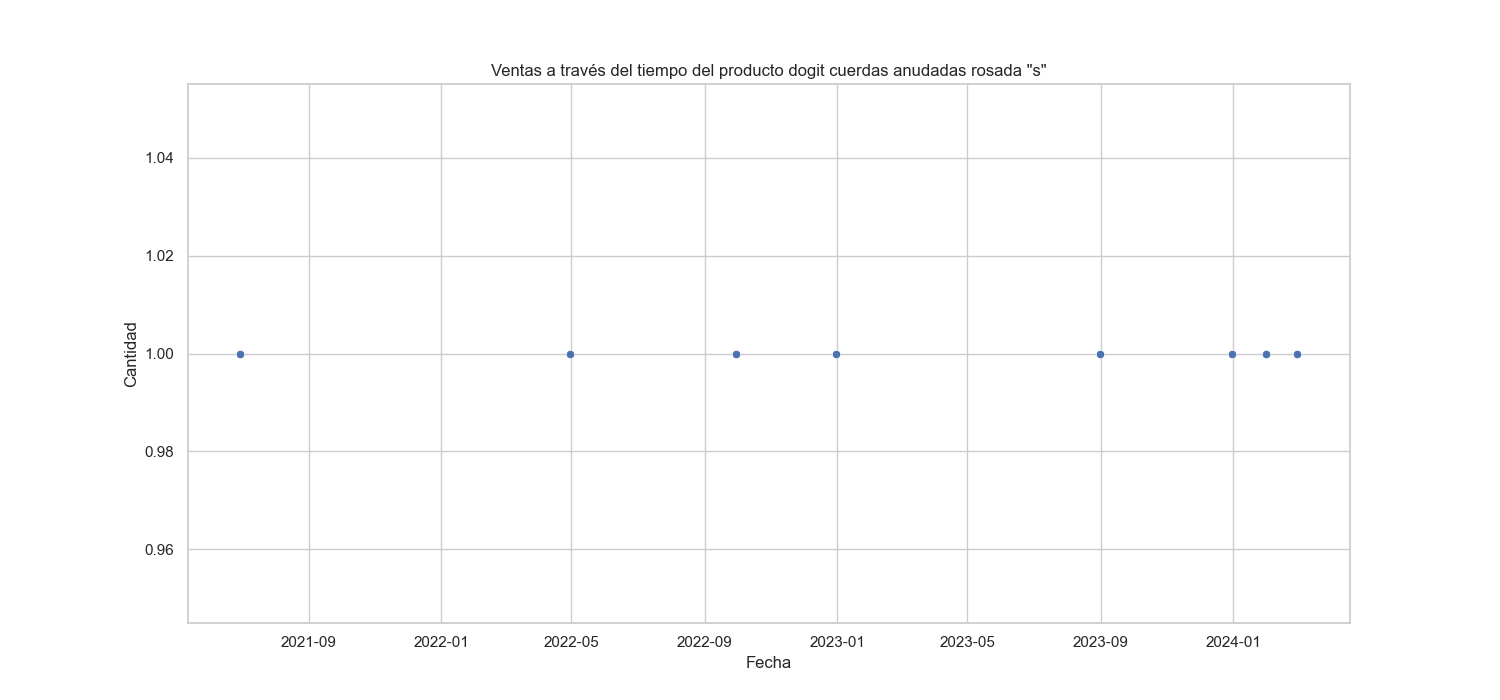 Ventas a través del tiempo del producto dogit cuerdas anudadas rosada "s"
1.04
1.02
1.00
0.98
0.96
Cantidad
2021-09 2022-01 2022-05 2022-09 2023-01 2023-05 2023-09 2024-01
Fecha